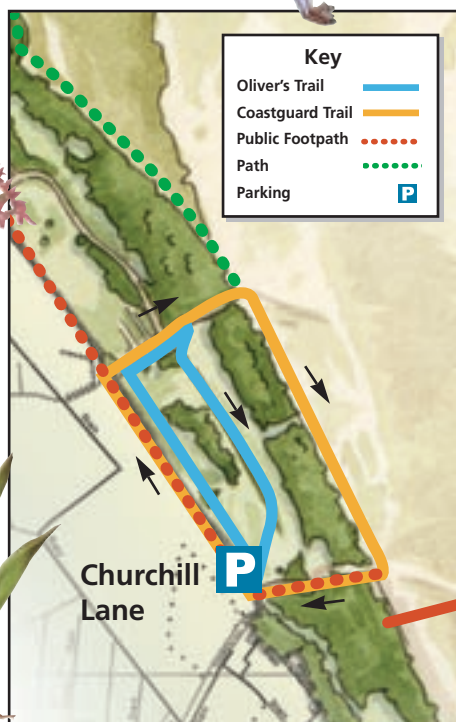 Key
Oliver's Trail
Coastguard Trail
Public Footpath
Path
Parking P
P
Churchill
Lane